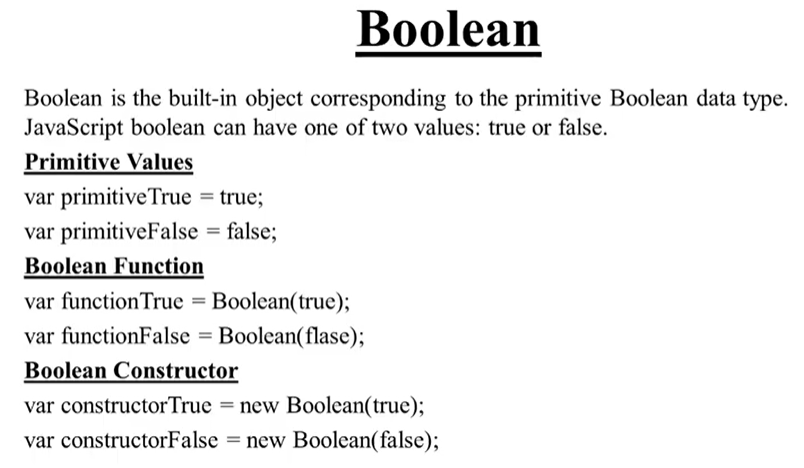 Boolean
Boolean is the built-in object corresponding to the primitive Boolean data type.
JavaScript boolean can have one of two values: true or false.
Primitive Values
var primitiveTrue = true;
var primitiveFalse = false;
Boolean Function
var functionTrue = Boolean(true);
var functionFalse = Boolean(flase);
Boolean Constructor
var constructorTrue = new Boolean(true);
var constructorFalse = new Boolean(false);